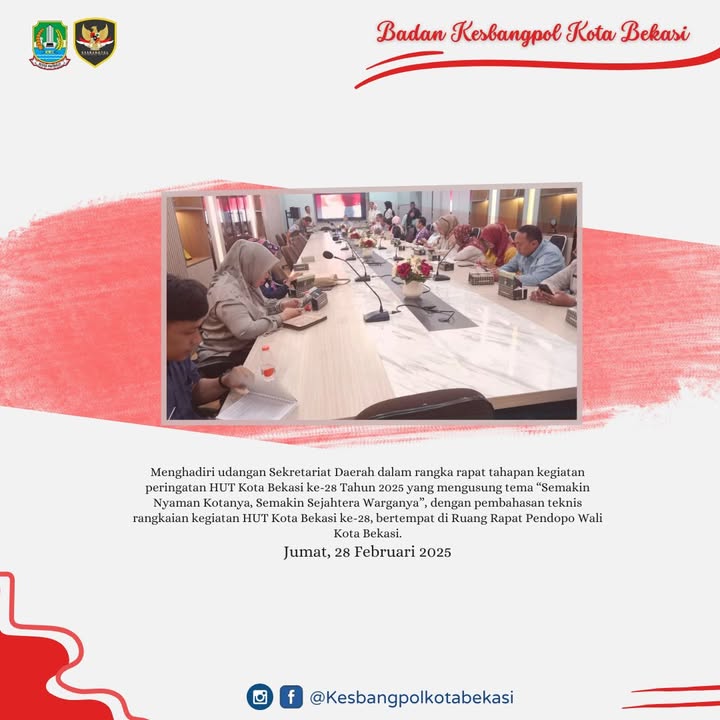 Badan Kesbangpol Kota Bekasi
Menghadiri udangan Sekretariat Daerah dalam rangka rapat tahapan kegiatan
peringatan HUT Kota Bekasi ke-28 Tahun 2025 yang mengusung tema “Semakin
Nyaman Kotanya, Semakin Sejahtera Warganya”, dengan pembahasan teknis
rangkaian kegiatan HUT Kota Bekasi ke-28, bertempat di Ruang Rapat Pendopo Wali
Kota Bekasi.
Jumat, 28 Februari 2025
@Kesbangpolkotabekasi